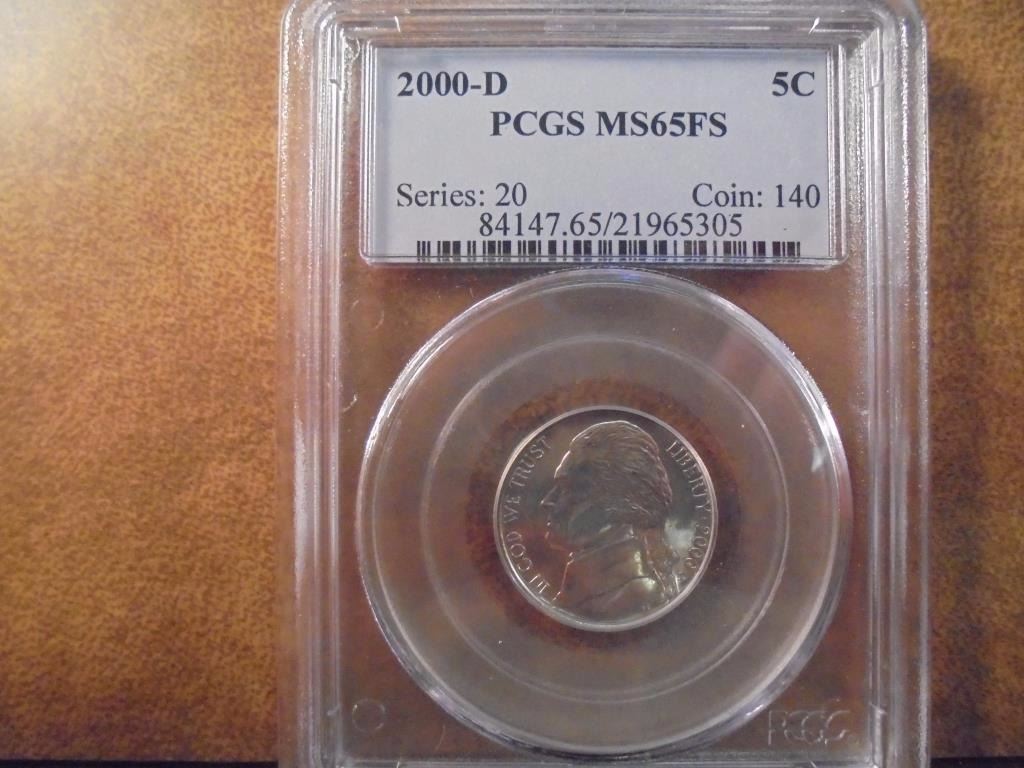 2000-D 5C
PCGS MS65FS
Series: 20 Coin: 140
84147.65/21965305
IN GOD WE TRUST
LIBERTY 2000
PCGS